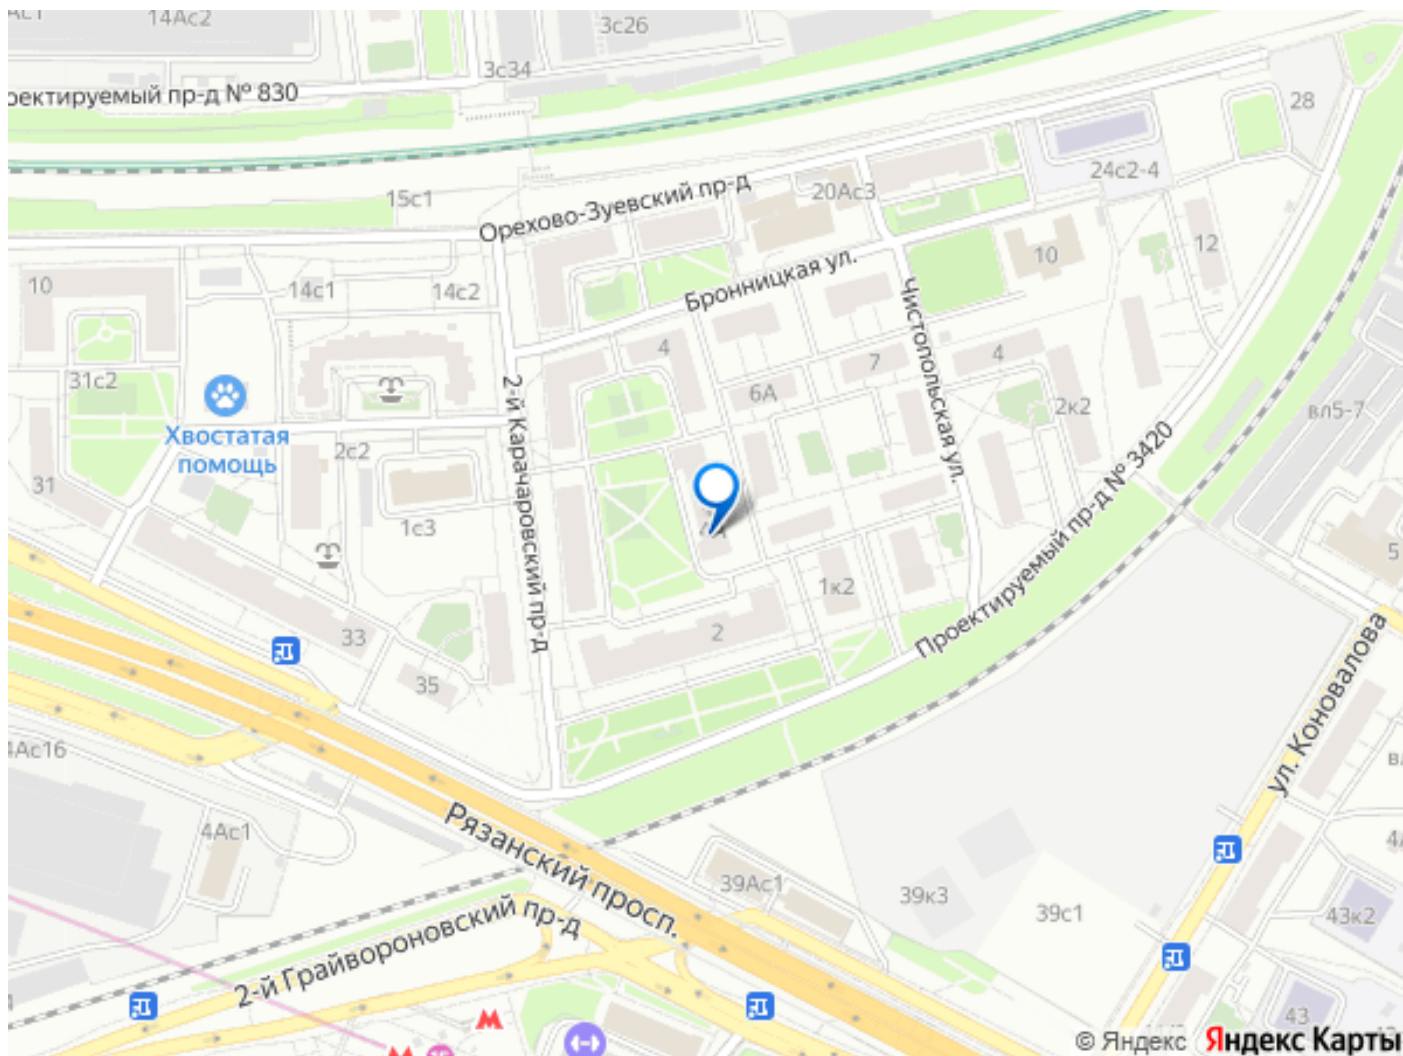 14Ас2
3с26
3с34
оектируемый пр-д № 830
28
24с2-4
15с1
20Ас3
Орехово-Зуевский пр-д
12
10
Бронницкая ул.
10
14с1
14с2
Чистопольская ул.
4
4
7
31с2
6А
2к2
вл5-7
2-й Карачаровский пр-д
Хвостатая
помощь
2с2
31
1с3
Проектируемый пр-д № 3420
5
1к2
2
33
35
ул. Коновалова
4Ас16
4Ас1
Рязанский просп.
39Ас1
39к3
39с1
43к2
2-й Грайвороновский пр-д
43
© Яндекс Яндекс Карты